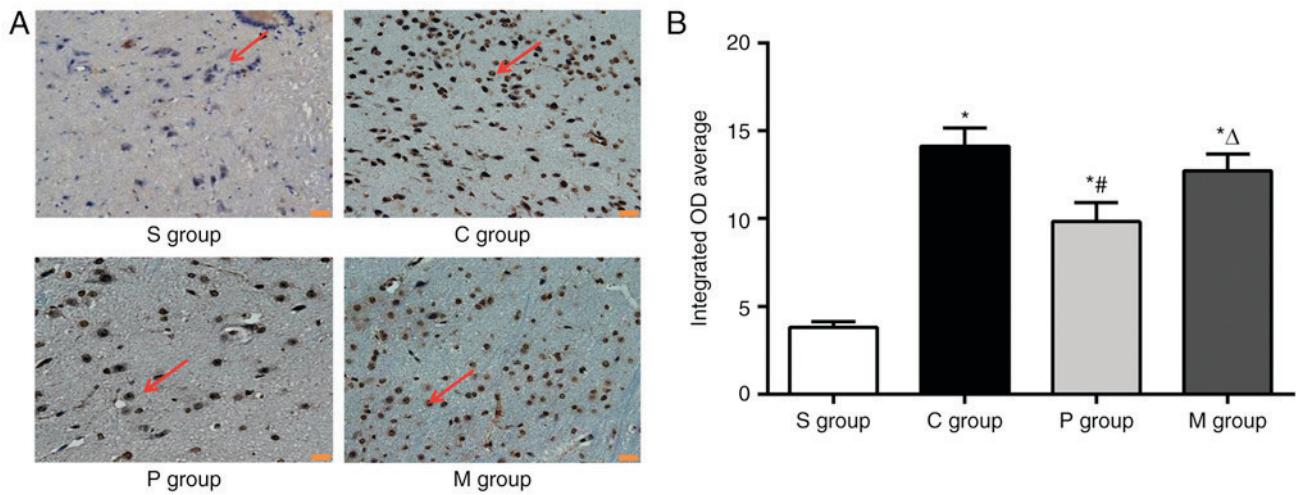 A
S group
C group
P group
M group
B
Integrated OD average
20
15
10
5
0
*
*#
*Δ
S group
C group
P group
M group